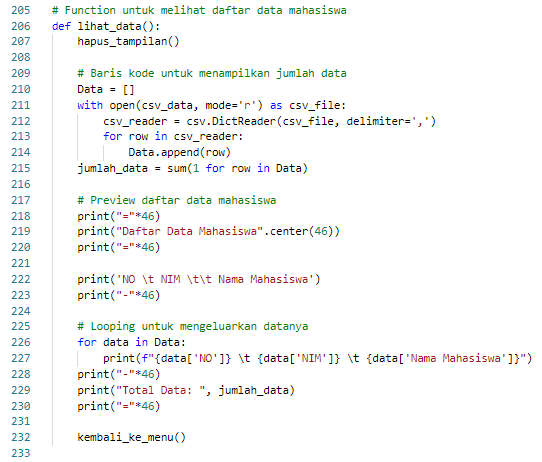 205 # Function untuk melihat daftar data mahasiswa
206 def lihat_data():
207     hapus_tampilan()
208
209     # Baris kode untuk menampilkan jumlah data
210     Data = []
211     with open(csv_data, mode='r') as csv_file:
212         csv_reader = csv.DictReader(csv_file, delimiter=',')
213         for row in csv_reader:
214             Data.append(row)
215     jumlah_data = sum(1 for row in Data)
216
217     # Preview daftar data mahasiswa
218     print("="*46)
219     print("Daftar Data Mahasiswa".center(46))
220     print("="*46)
221
222     print('NO \t NIM \t\t Nama Mahasiswa')
223     print("-"*46)
224
225     # Looping untuk mengeluarkan datanya
226     for data in Data:
227         print(f"{data['NO']} \t {data['NIM']} \t {data['Nama Mahasiswa']}")
228     print("-"*46)
229     print("Total Data: ", jumlah_data)
230     print("="*46)
231
232     kembali_ke_menu()
233